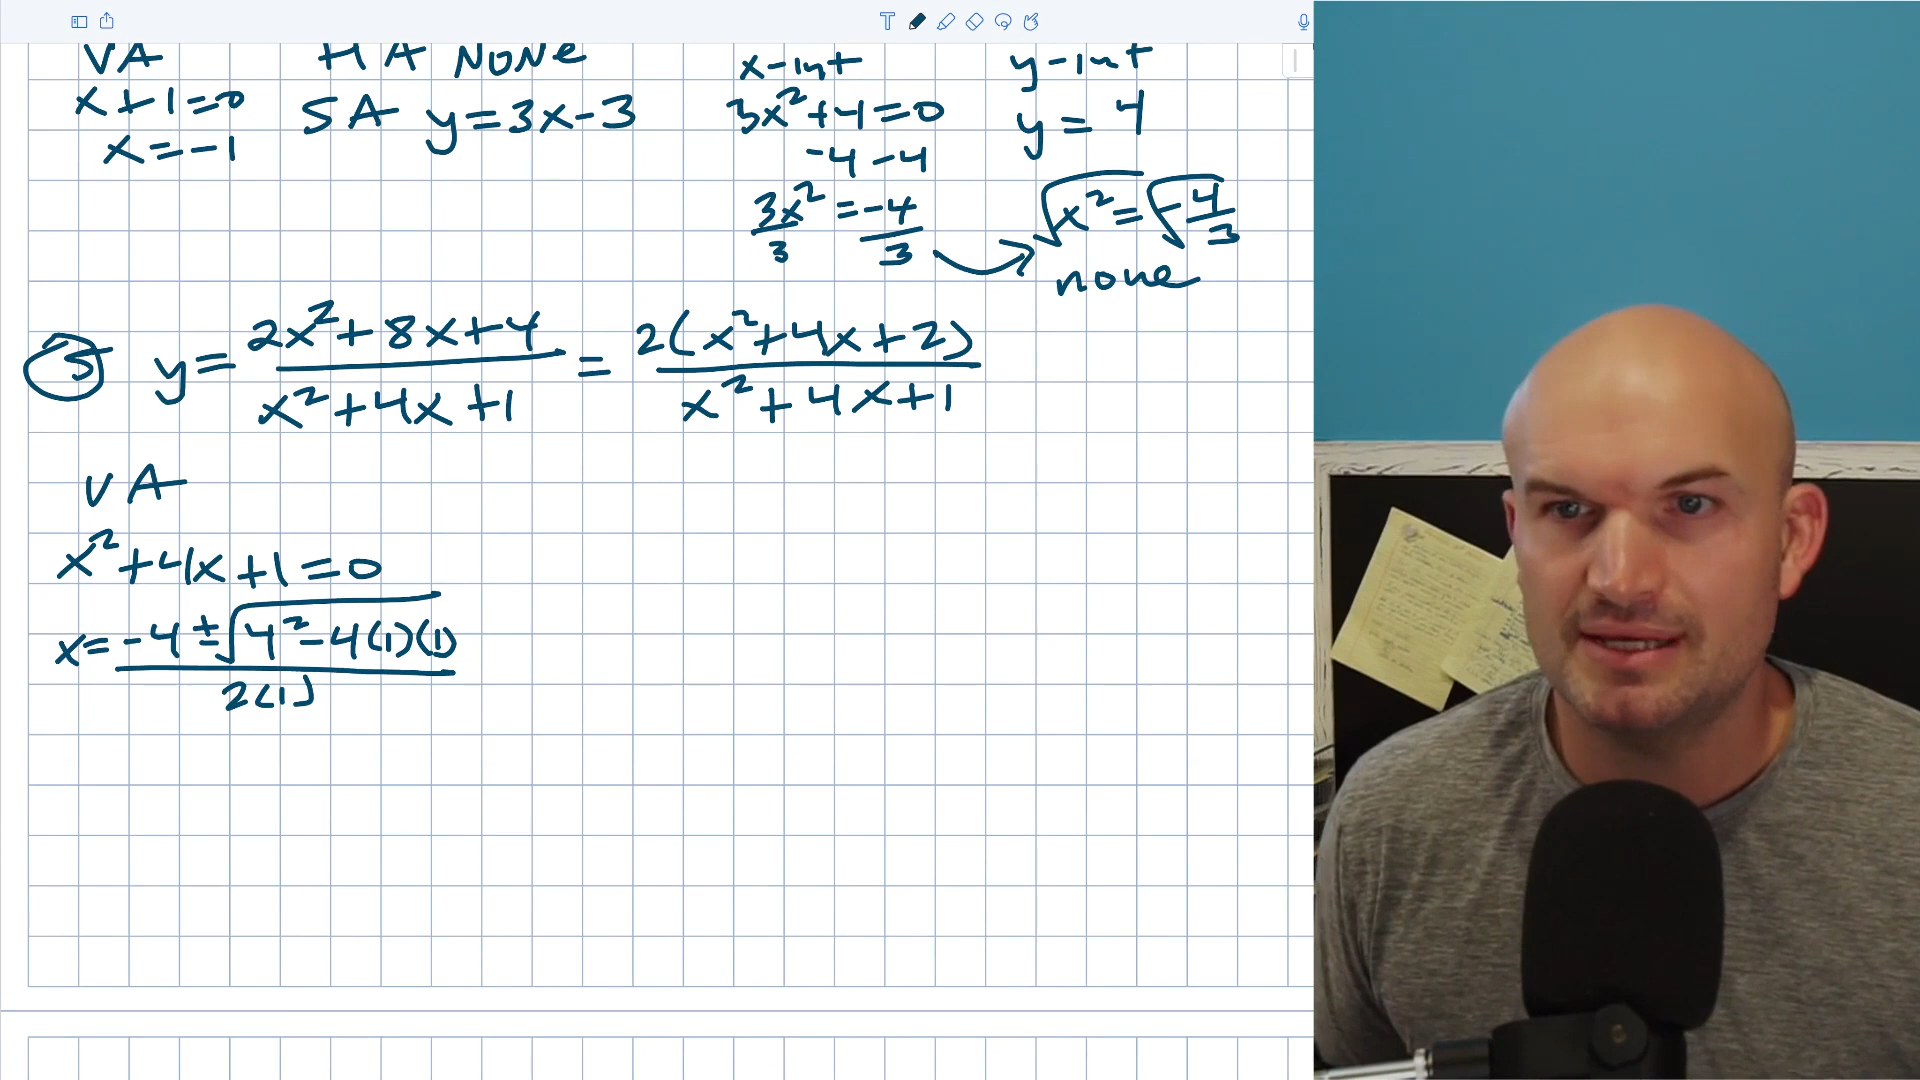 VA
HA NONE
x-int
y-int
x+1=0
SA y=3x-3
3x²+4=0
y=4
x=-1
-4 -4
3x²/3 = -4/3
√x² = √-4/3
none
5 y= (2x²+8x+4)/(x²+4x+1) = 2(x²+4x+2)/(x²+4x+1)
VA
x²+4x+1=0
x= (-4±√4²-4(1)(1))/2(1)
T